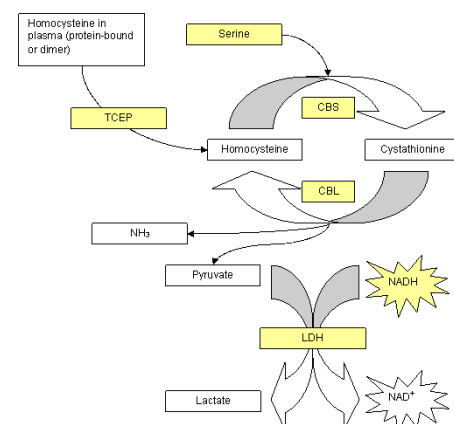 Homocysteine in
plasma (protein-bound
or dimer)
Serine
CBS
TCEP
Homocysteine
Cystathionine
CBL
NH₃
Pyruvate
NADH
LDH
Lactate
NAD⁺